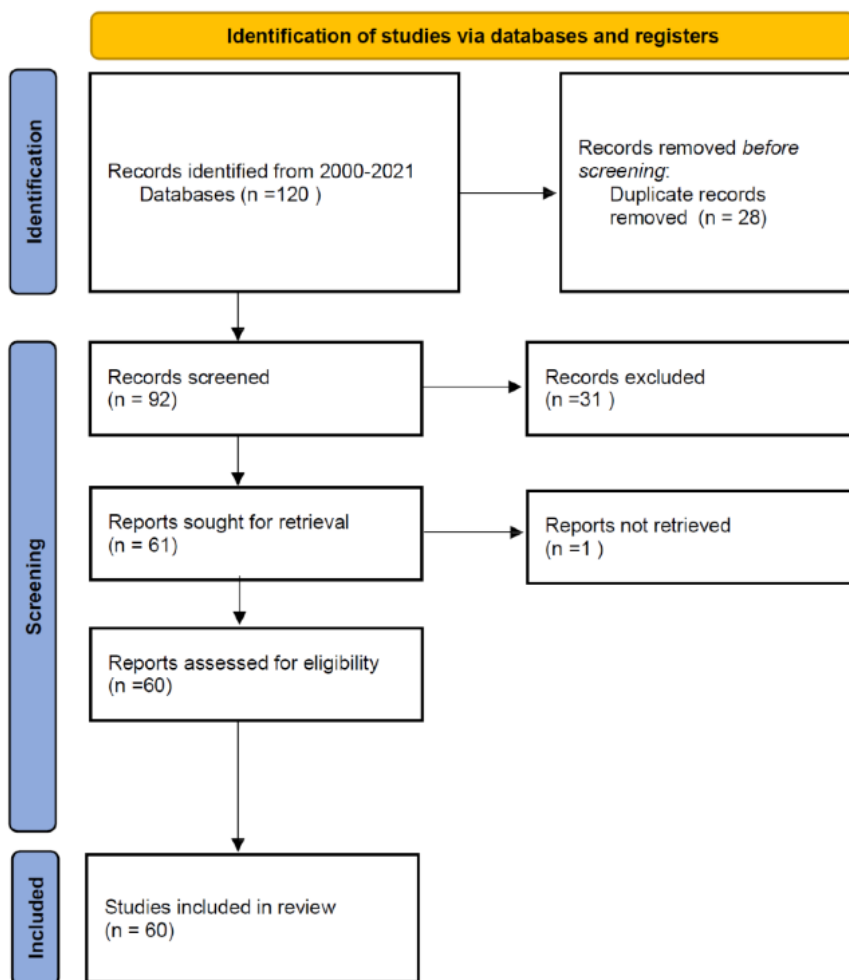 Identification of studies via databases and registers
Identification
Records identified from 2000-2021
Databases (n =120 )
Records removed before
screening:
Duplicate records
removed (n = 28)
Screening
Records screened
(n = 92)
Records excluded
(n =31 )
Reports sought for retrieval
(n = 61)
Reports not retrieved
(n =1 )
Reports assessed for eligibility
(n =60)
Included
Studies included in review
(n = 60)